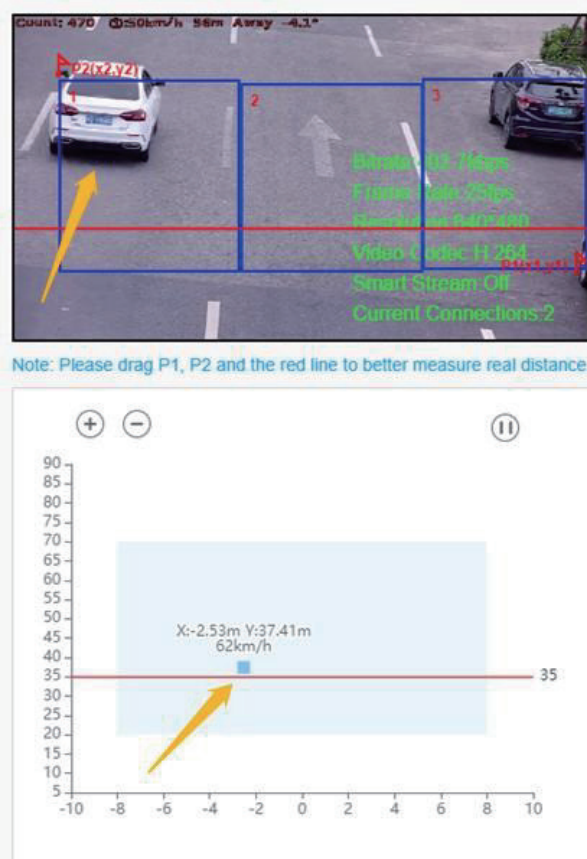 Count: 470 ①:50km/h 56m Away -4.1°
P2(x2,y2)
1
2
3
Frame Rate:25fps
Resolution:640*480
Video Codec:H.264
P1(x1,y1)
Smart Stream:Off
Current Connections:2
Note: Please drag P1, P2 and the red line to better measure real distance
90
85
80
75
70
65
60
55
50
45
40
35
30
25
20
15
10
5
X:-2.53m Y:37.41m
62km/h
35
-10 -8 -6 -4 -2 0 2 4 6 8 10